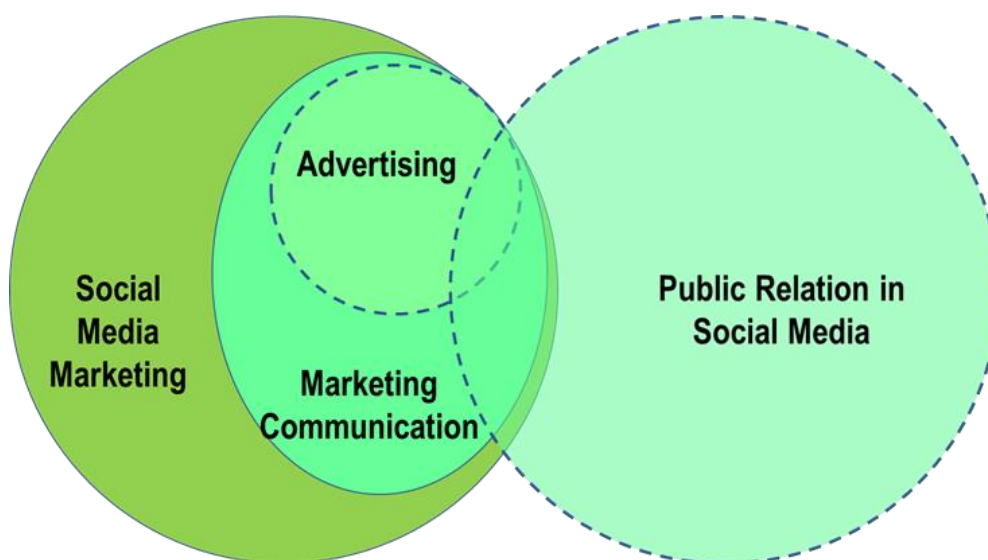 Advertising
Social
Media
Marketing
Marketing
Communication
Public Relation in
Social Media